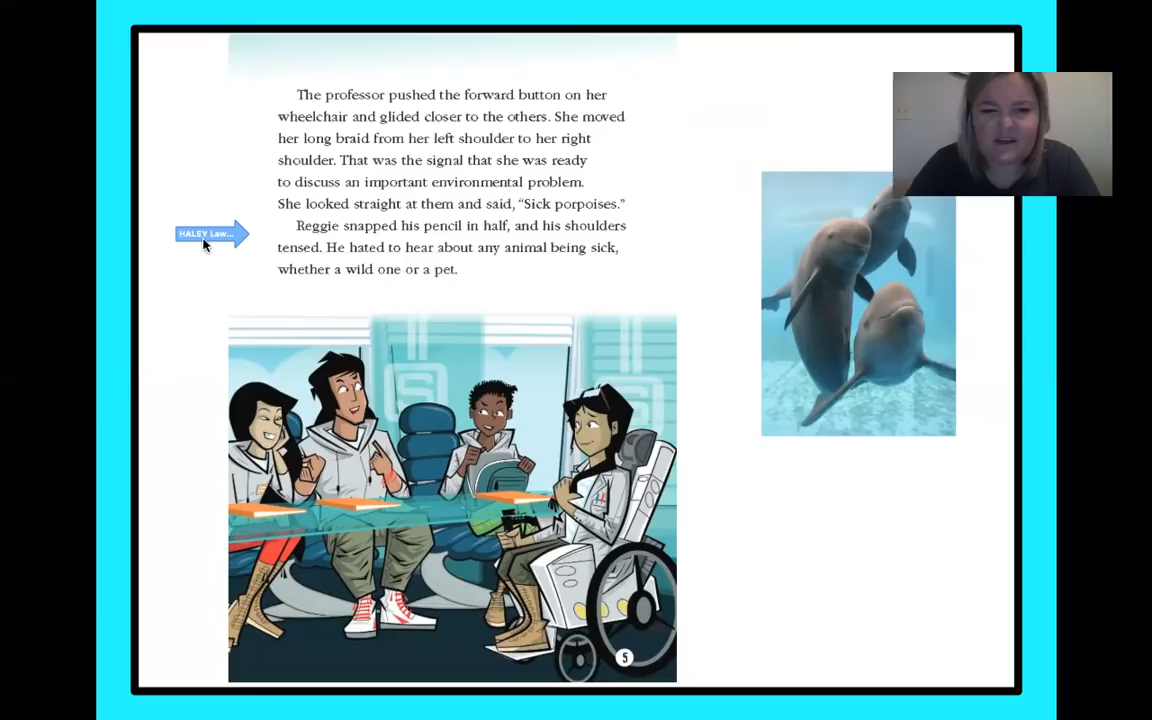 The professor pushed the forward button on her
wheelchair and glided closer to the others. She moved
her long braid from her left shoulder to her right
shoulder. That was the signal that she was ready
to discuss an important environmental problem.
She looked straight at them and said, “Sick porpoises.”
HALEY Law...
Reggie snapped his pencil in half, and his shoulders
tensed. He hated to hear about any animal being sick,
whether a wild one or a pet.
S
S
5